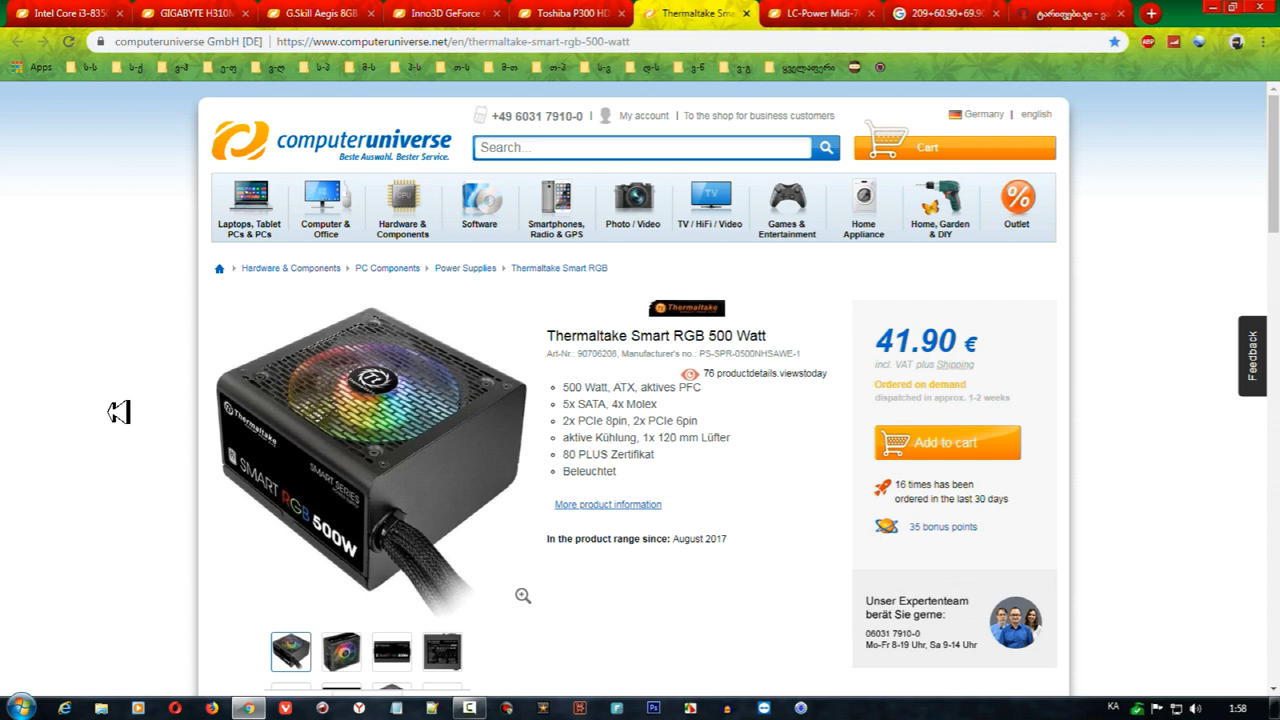 Intel Core i3-835
GIGABYTE H310M
G.Skill Aegis 8GB
Inno3D GeForce
Toshiba P300 HD
Thermaltake Sma
LC-Power Midi-7
209+60.90+69.9
computeruniverse GmbH [DE] | https://www.computeruniverse.net/en/thermaltake-smart-rgb-500-watt
Apps ს-ს ს-ქ ვ-ჰ ე-ფ ვ-ლ ს-პ მ-ს ჰ-ს თ-ს მ-თ თ-პ ს-გ დ-ს ვ-წ ვ-გ ყველაფერი
+49 6031 7910-0 | My account | To the shop for business customers
Germany | english
computeruniverse
Beste Auswahl. Bester Service.
Search...
Cart
Laptops, Tablet PCs & PCs
Computer & Office
Hardware & Components
Software
Smartphones, Radio & GPS
Photo / Video
TV / HiFi / Video
Games & Entertainment
Home Appliance
Home, Garden & DIY
Outlet
Hardware & Components
PC Components
Power Supplies
Thermaltake Smart RGB
Thermaltake
Thermaltake Smart RGB 500 Watt
Art-Nr.: 90706208, Manufacturer's no.: PS-SPR-0500NHSAWE-1
76 productdetails.viewstoday
500 Watt, ATX, aktives PFC
5x SATA, 4x Molex
2x PCIe 8pin, 2x PCIe 6pin
aktive Kühlung, 1x 120 mm Lüfter
80 PLUS Zertifikat
Beleuchtet
More product information
In the product range since: August 2017
41.90 €
incl. VAT plus Shipping
Ordered on demand
dispatched in approx. 1-2 weeks
Add to cart
16 times has been
ordered in the last 30 days
35 bonus points
Unser Expertenteam
berät Sie gerne:
06031 7910-0
Mo-Fr 8-19 Uhr, Sa 9-14 Uhr
Feedback
Thermaltake
SMART SERIES
SMART RGB 500W
KA
1:58